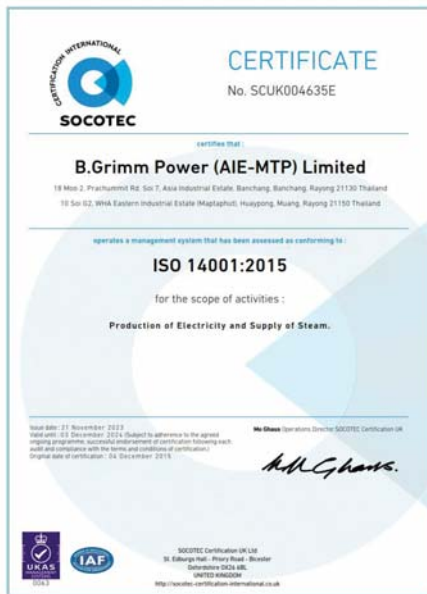 CERTIFICATION INTERNATIONAL
SOCOTEC
CERTIFICATE
No. SCUK004635E
certifies that :
B.Grimm Power (AIE-MTP) Limited
18 Moo 2, Prachummit Rd. Soi 7, Asia Industrial Estate, Banchang, Banchang, Rayong 21130 Thailand
10 Soi G2, WHA Eastern Industrial Estate (Maptaphut), Huaypong, Muang, Rayong 21150 Thailand
operates a management system that has been assessed as conforming to :
ISO 14001:2015
for the scope of activities :
Production of Electricity and Supply of Steam.
Issue date : 21 November 2023
Valid until : 03 December 2024 (Subject to adherence to the agreed
ongoing programme, successful endorsement of certification following each
audit and compliance with the terms and conditions of certification.)
Original date of certification : 04 December 2015
Mo Ghaus Operations Director SOCOTEC Certification UK
UKAS
MANAGEMENT
SYSTEMS
0063
IAF
SOCOTEC Certification UK Ltd
St. Edburgs Hall - Priory Road - Bicester
Oxfordshire OX26 6BL
UNITED KINGDOM
http://socotec-certification-international.co.uk